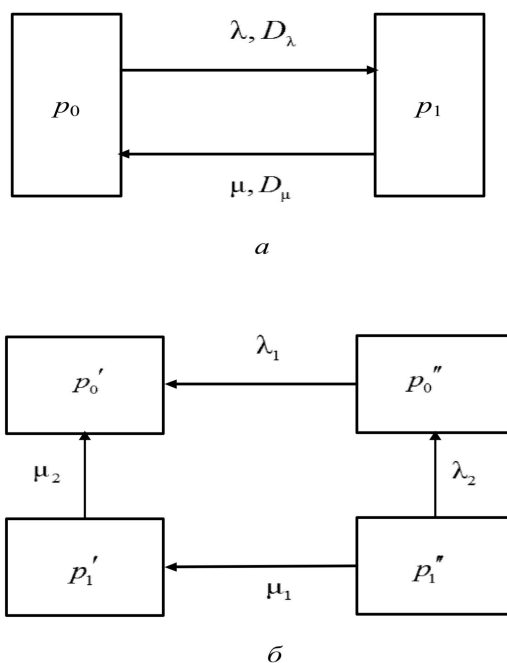 λ, D_λ
p₀
p₁
μ, D_μ
а
λ₁
p₀′
p₀″
μ₂
λ₂
p₁′
p₁″
μ₁
б